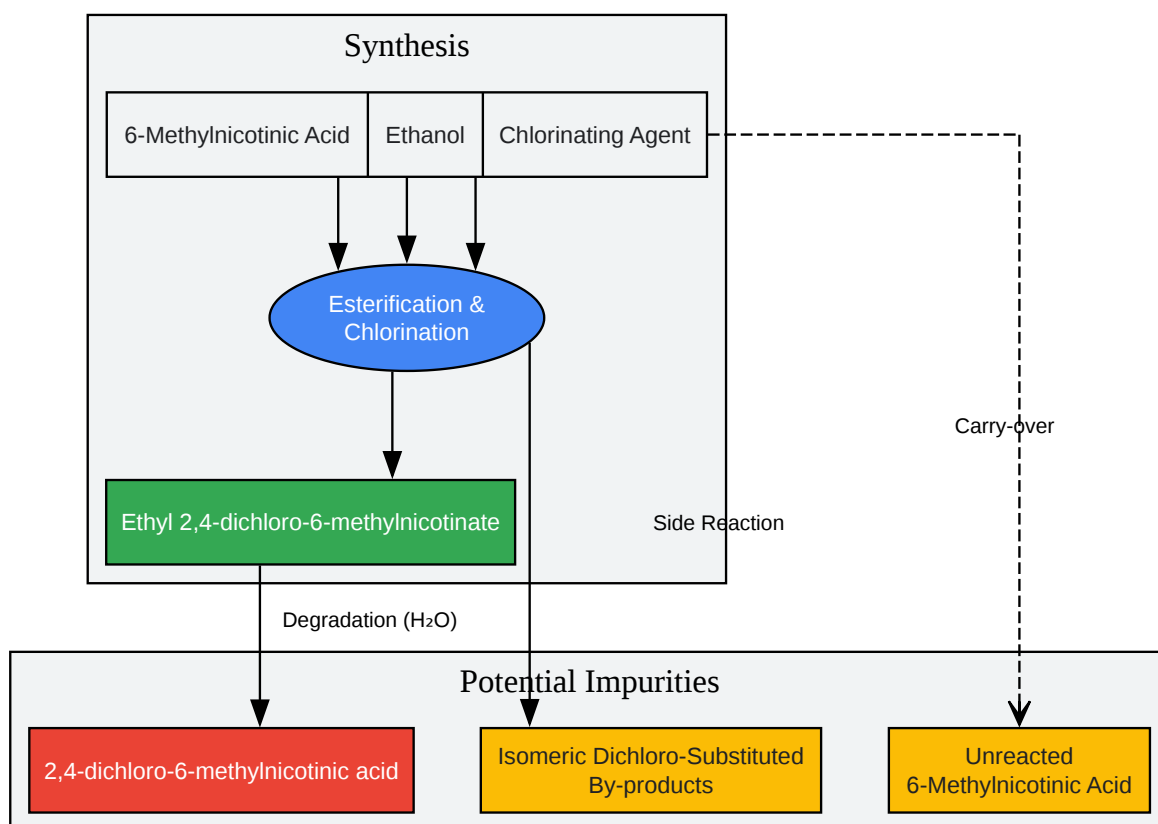 Synthesis
6-Methylnicotinic Acid
Ethanol
Chlorinating Agent
Esterification &
Chlorination
Carry-over
Ethyl 2,4-dichloro-6-methylnicotinate
Side Reaction
Degradation (H₂O)
Potential Impurities
2,4-dichloro-6-methylnicotinic acid
Isomeric Dichloro-Substituted
By-products
Unreacted
6-Methylnicotinic Acid